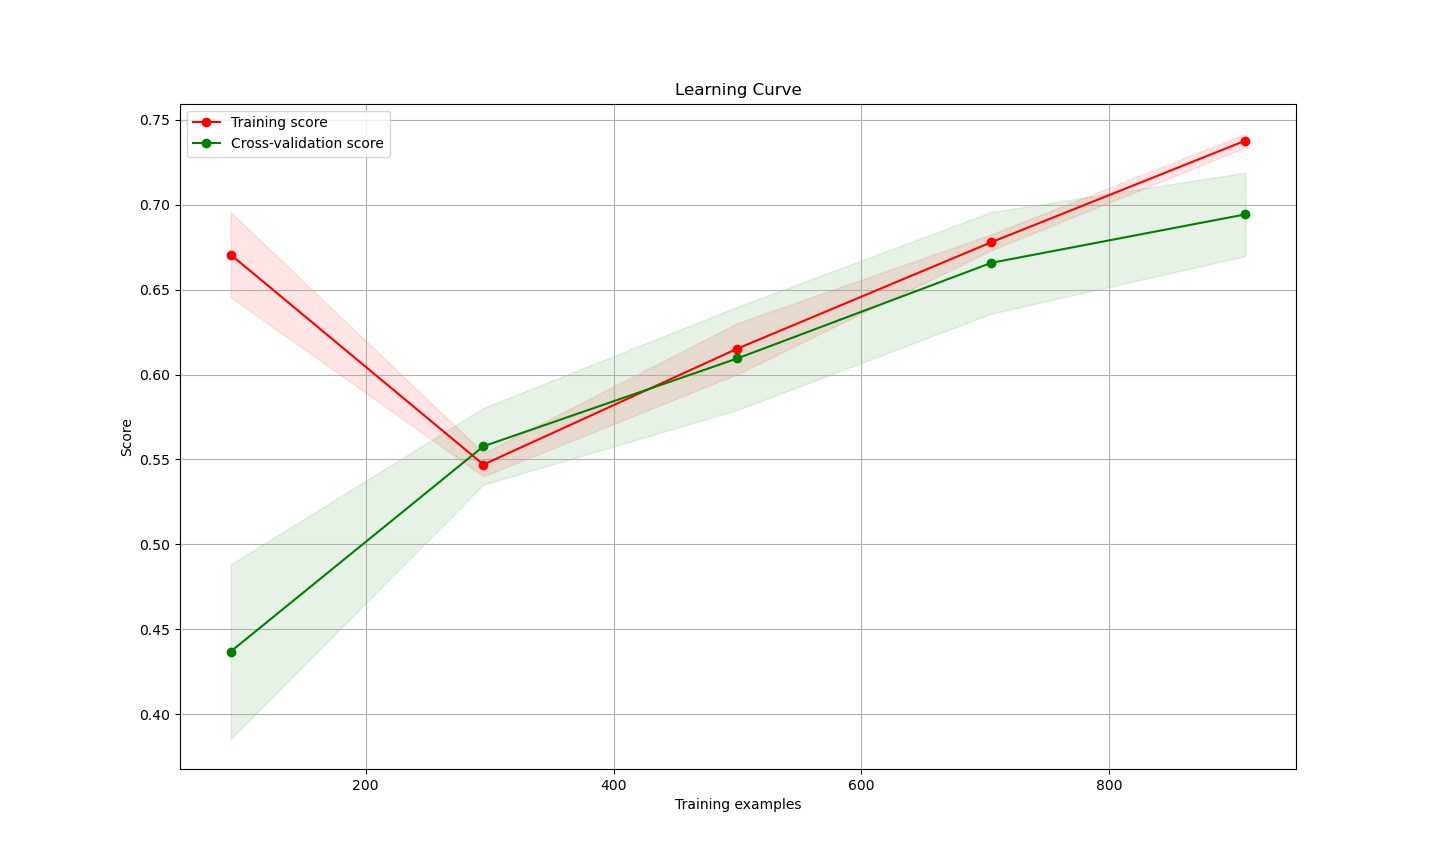 Learning Curve
Training score
Cross-validation score
0.75
0.70
0.65
0.60
0.55
0.50
0.45
0.40
Score
200 400 600 800
Training examples